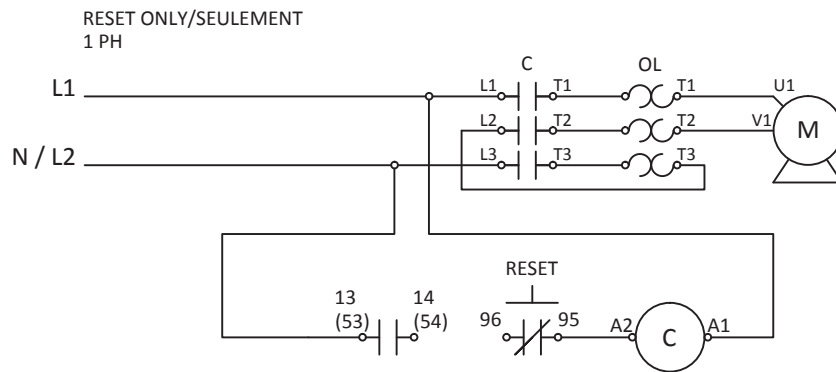 RESET ONLY/SEULEMENT
1 PH
C OL
L1 L1 T1 T1 U1
L2 T2 T2 V1 M
N / L2 L3 T3 T3
RESET
13 14
(53) (54) 96 95 A2 C A1